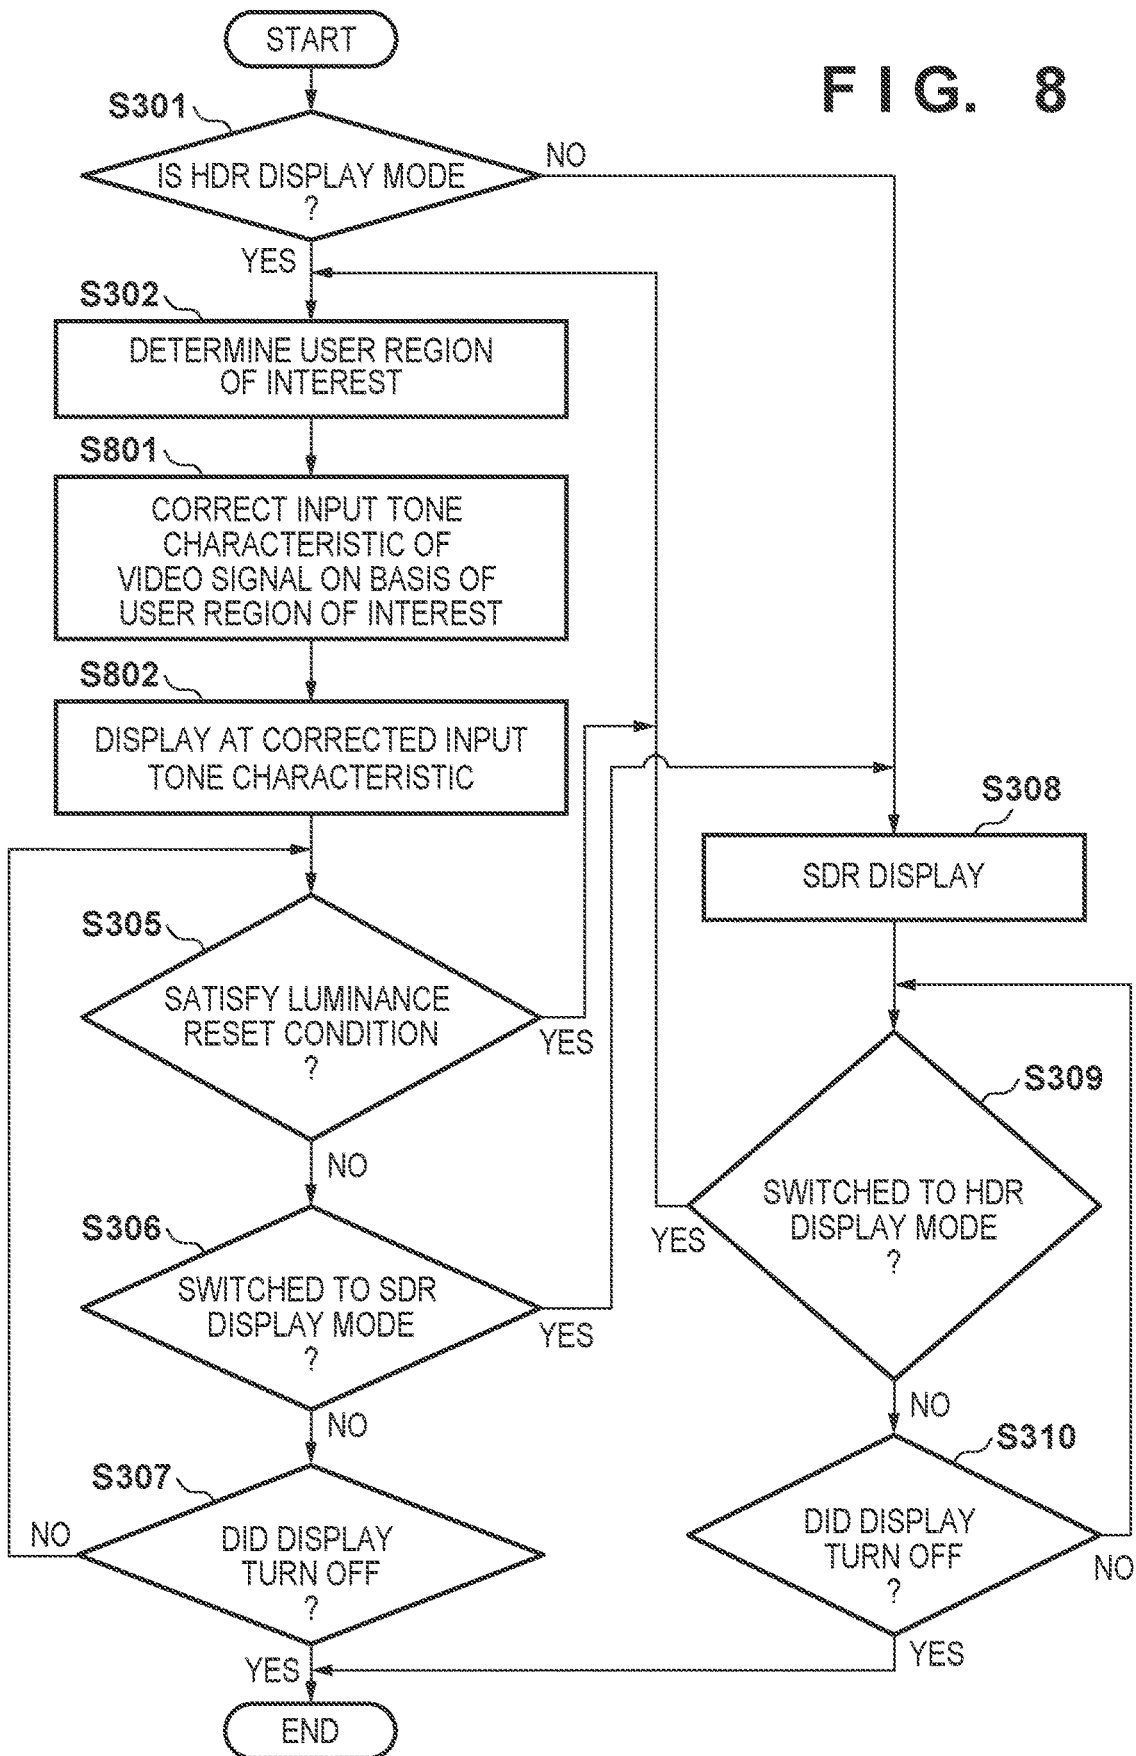 START
FIG. 8
S301
IS HDR DISPLAY MODE
?
NO
YES
S302
DETERMINE USER REGION
OF INTEREST
S801
CORRECT INPUT TONE
CHARACTERISTIC OF
VIDEO SIGNAL ON BASIS OF
USER REGION OF INTEREST
S802
DISPLAY AT CORRECTED INPUT
TONE CHARACTERISTIC
S305
SATISFY LUMINANCE
RESET CONDITION
?
YES
NO
S306
SWITCHED TO SDR
DISPLAY MODE
?
YES
NO
S307
DID DISPLAY
TURN OFF
?
NO
YES
S308
SDR DISPLAY
S309
SWITCHED TO HDR
DISPLAY MODE
?
YES
NO
S310
DID DISPLAY
TURN OFF
?
NO
YES
END